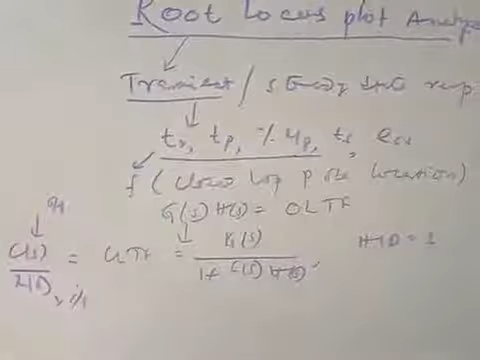 Root Locus plot Analys
Transient / steady state resp
tr, tp, % Mp, ts, ess
f (closed loop pole location)
G(s) H(s) = OLTF
o/p
C(s) / R(s) = CLTF = G(s) / 1+ G(s) H(s)
H(s) = 1
i/p